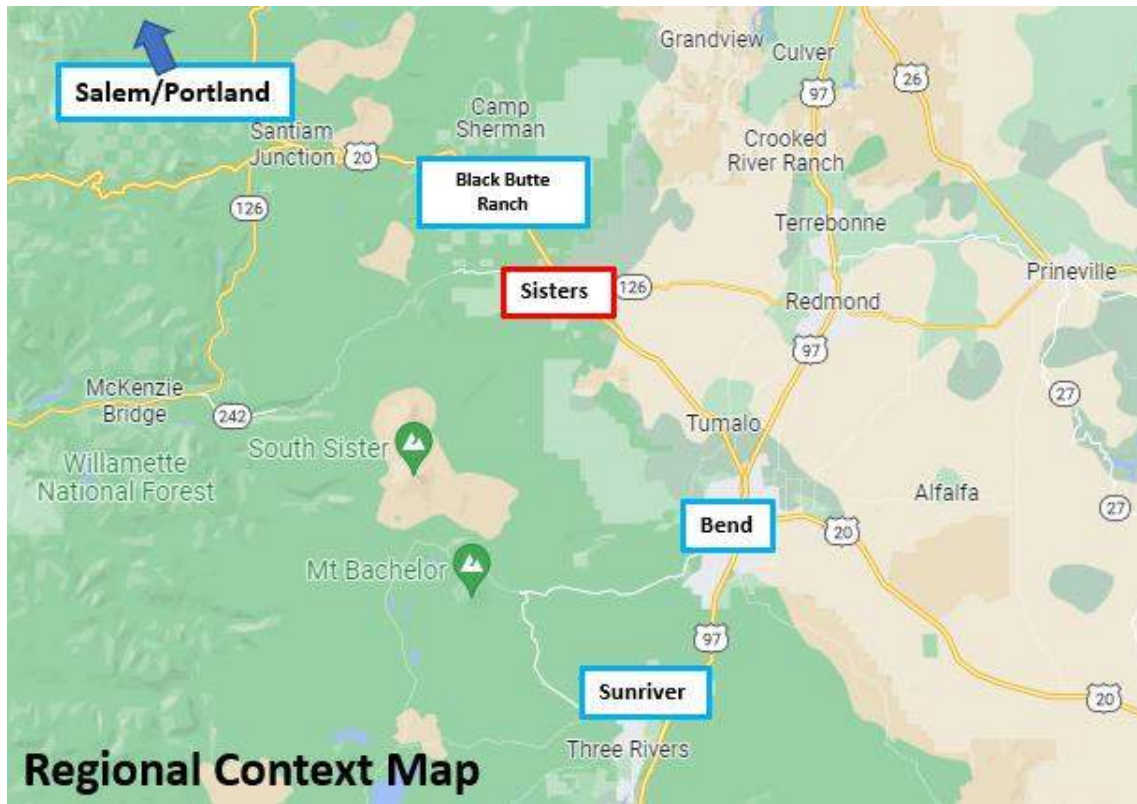 Grandview
Culver
97
26
Salem/Portland
Camp
Sherman
Santiam
Junction
20
Crooked
River Ranch
Black Butte
Ranch
126
Terrebonne
Prineville
Sisters
126
Redmond
97
McKenzie
Bridge
242
27
Tumalo
South Sister
Willamette
National Forest
Alfalfa
Bend
20
27
Mt Bachelor
97
Sunriver
20
Three Rivers
Regional Context Map